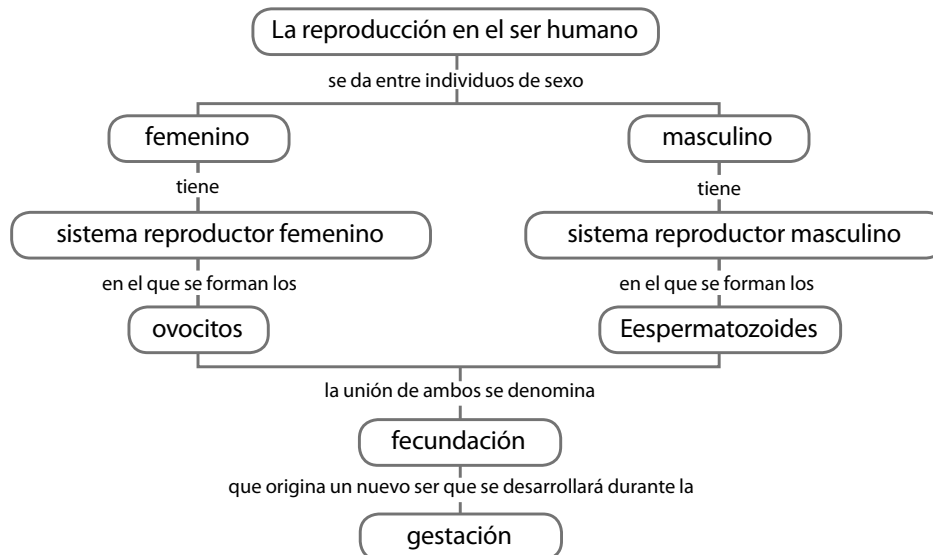 La reproducción en el ser humano
se da entre individuos de sexo
femenino
masculino
tiene
tiene
sistema reproductor femenino
sistema reproductor masculino
en el que se forman los
en el que se forman los
ovocitos
Eespermatozoides
la unión de ambos se denomina
fecundación
que origina un nuevo ser que se desarrollará durante la
gestación